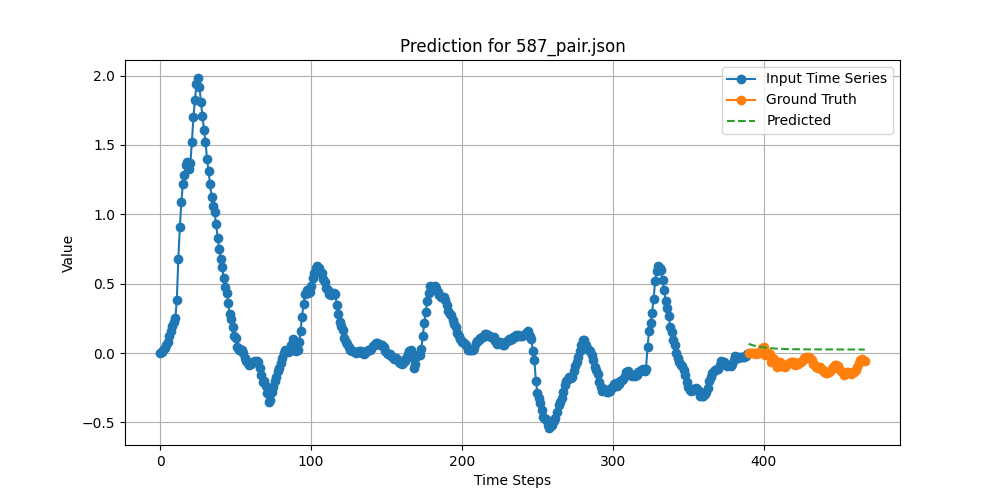 Prediction for 587_pair.json
Input Time Series
Ground Truth
Predicted
Value
2.0
1.5
1.0
0.5
0.0
−0.5
0
100
200
300
400
Time Steps